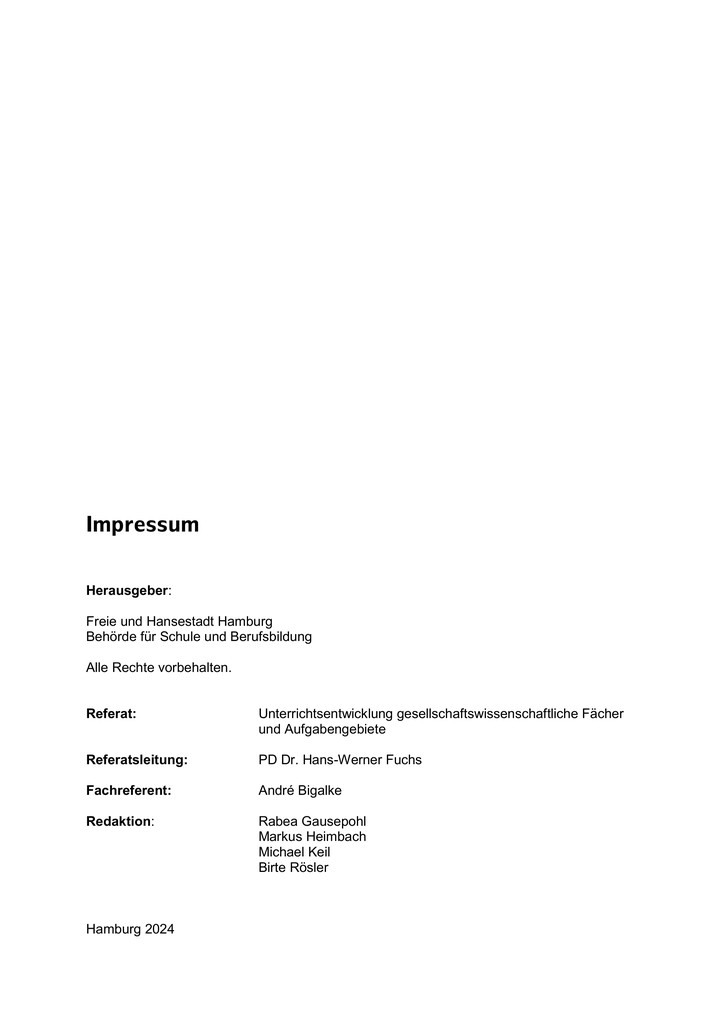 Impressum
Herausgeber:
Freie und Hansestadt Hamburg
Behörde für Schule und Berufsbildung
Alle Rechte vorbehalten.
Referat: Unterrichtsentwicklung gesellschaftswissenschaftliche Fächer
und Aufgabengebiete
Referatsleitung: PD Dr. Hans-Werner Fuchs
Fachreferent: André Bigalke
Redaktion: Rabea Gausepohl
Markus Heimbach
Michael Keil
Birte Rösler
Hamburg 2024